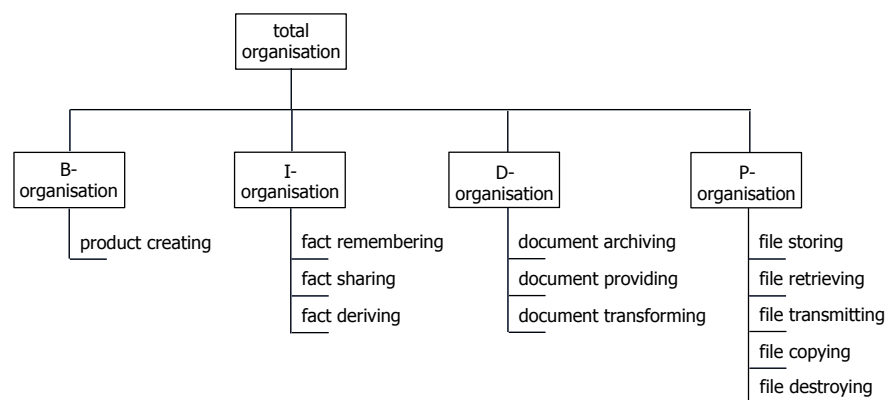 total
organisation
B-
organisation
I-
organisation
D-
organisation
P-
organisation
product creating
fact remembering
fact sharing
fact deriving
document archiving
document providing
document transforming
file storing
file retrieving
file transmitting
file copying
file destroying